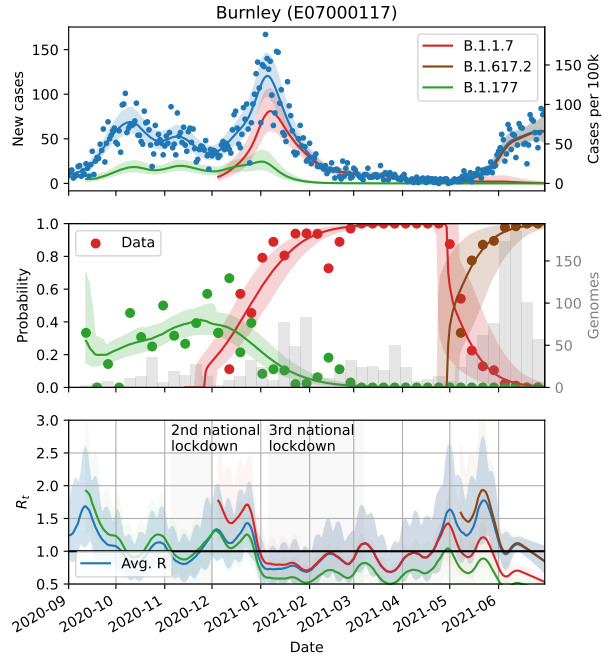 Burnley (E07000117)
New cases
150
100
50
0
B.1.1.7
B.1.617.2
B.1.177
150
100
50
0
Cases per 100k
Probability
1.0
0.8
0.6
0.4
0.2
0.0
Data
150
100
50
0
Genomes
R_t
3.0
2.5
2.0
1.5
1.0
0.5
2nd national
lockdown
3rd national
lockdown
Avg. R
2020-09
2020-10
2020-11
2020-12
2021-01
2021-02
2021-03
2021-04
2021-05
2021-06
Date